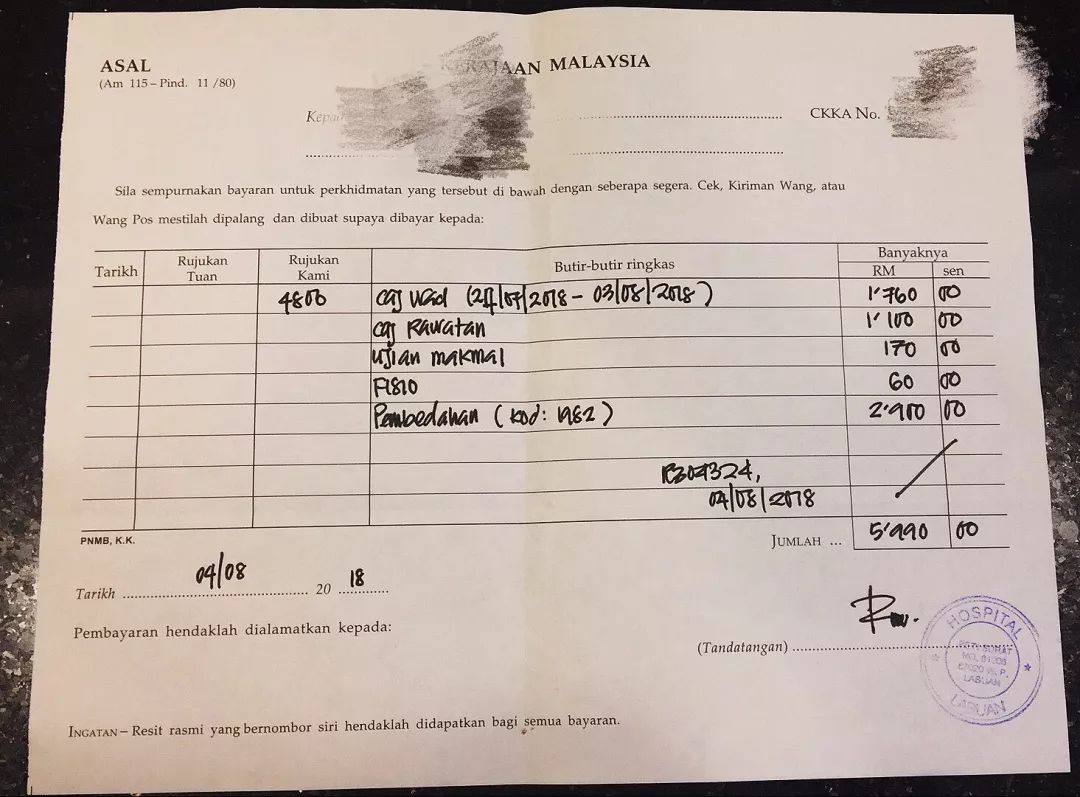 ASAL
(Am 115 – Pind. 11/80)
KERAJAAN MALAYSIA
Kepada
CKKA No.
Sila sempurnakan bayaran untuk perkhidmatan yang tersebut di bawah dengan seberapa segera. Cek, Kiriman Wang, atau
Wang Pos mestilah dipalang dan dibuat supaya dibayar kepada:
Tarikh Rujukan Tuan Rujukan Kami Butir-butir ringkas Banyaknya RM sen
4800 caj wad (24/07/2018 - 03/08/2018) 1'760 00
caj Rawatan 1'100 00
ujian makmal 170 00
60 00
Pembedahan (kod: 1982) 2'900 00
04/08/2018
PNMB, K.K.
JUMLAH ... 5'990 00
Tarikh 04/08 20 18
Pembayaran hendaklah dialamatkan kepada:
(Tandatangan)
HOSPITAL
LABUAN
LABUAN
INGATAN – Resit rasmi yang bernombor siri hendaklah didapatkan bagi semua bayaran.